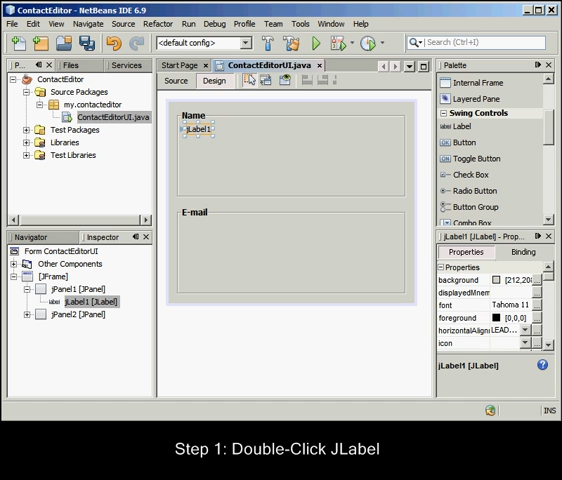 ContactEditor - NetBeans IDE 6.9
File Edit View Navigate Source Refactor Run Debug Profile Team Tools Window Help
<default config>
Search (Ctrl+I)
P...
Files
Services
ContactEditor
Source Packages
my.contacteditor
ContactEditorUI.java
Test Packages
Libraries
Test Libraries
Navigator
Inspector
Form ContactEditorUI
Other Components
[JFrame]
jPanel1 [JPanel]
jLabel1 [JLabel]
jPanel2 [JPanel]
Start Page
ContactEditorUI.java
Source
Design
Name
jLabel1
E-mail
Palette
Internal Frame
Layered Pane
Swing Controls
Label
Button
Toggle Button
Check Box
Radio Button
Button Group
Combo Box
jLabel1 [JLabel] - Prop...
Properties
Binding
Properties
background [212,208
displayedMnem
font Tahoma 11
foreground [0,0,0]
horizontalAlignm LEAD...
icon
jLabel1 [JLabel]
INS
Step 1: Double-Click JLabel